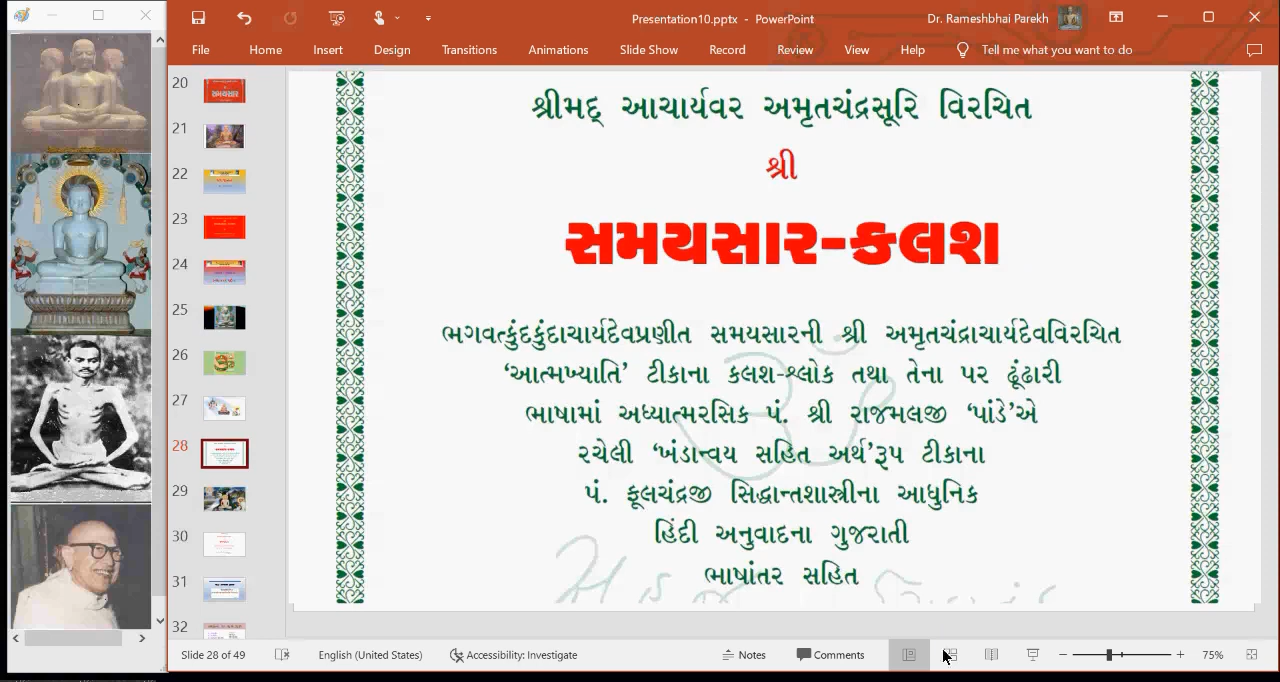 Presentation10.pptx - PowerPoint
Dr. Rameshbhai Parekh
File Home Insert Design Transitions Animations Slide Show Record Review View Help Tell me what you want to do
20
21
22
23
24
25
26
27
28
29
30
31
32
શ્રીમદ્ આચાર્યવર અમૃતચંદ્રસૂરિ વિરચિત
શ્રી
સમયસાર-કલશ
ભગવત્કુંદકુંદાચાર્યદેવપ્રણીત સમયસારની શ્રી અમૃતચંદ્રાચાર્યદેવવિરચિત
‘આત્મખ્યાતિ’ ટીકાના કલશ-શ્લોક તથા તેના પર ઢૂંઢારી
ભાષામાં અધ્યાત્મરસિક પં. શ્રી રાજમલજી ‘પાંડે’એ
રચેલી ‘ખંડાન્વય સહિત અર્થ’રૂપ ટીકાના
પં. ફૂલચંદ્રજી સિદ્ધાન્તશાસ્ત્રીના આધુનિક
હિંદી અનુવાદના ગુજરાતી
ભાષાંતર સહિત
Slide 28 of 49 English (United States) Accessibility: Investigate Notes Comments 75%